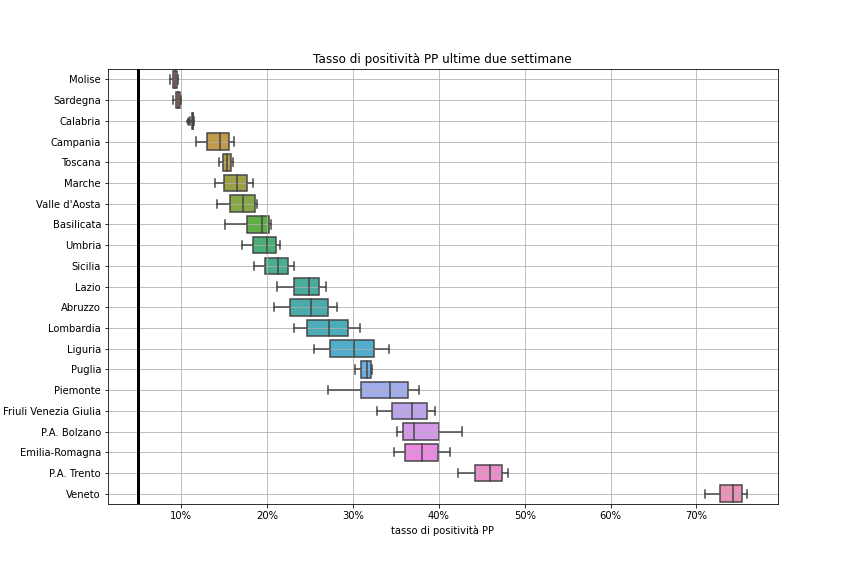 Tasso di positività PP ultime due settimane
Molise
Sardegna
Calabria
Campania
Toscana
Marche
Valle d'Aosta
Basilicata
Umbria
Sicilia
Lazio
Abruzzo
Lombardia
Liguria
Puglia
Piemonte
Friuli Venezia Giulia
P.A. Bolzano
Emilia-Romagna
P.A. Trento
Veneto
10% 20% 30% 40% 50% 60% 70%
tasso di positività PP